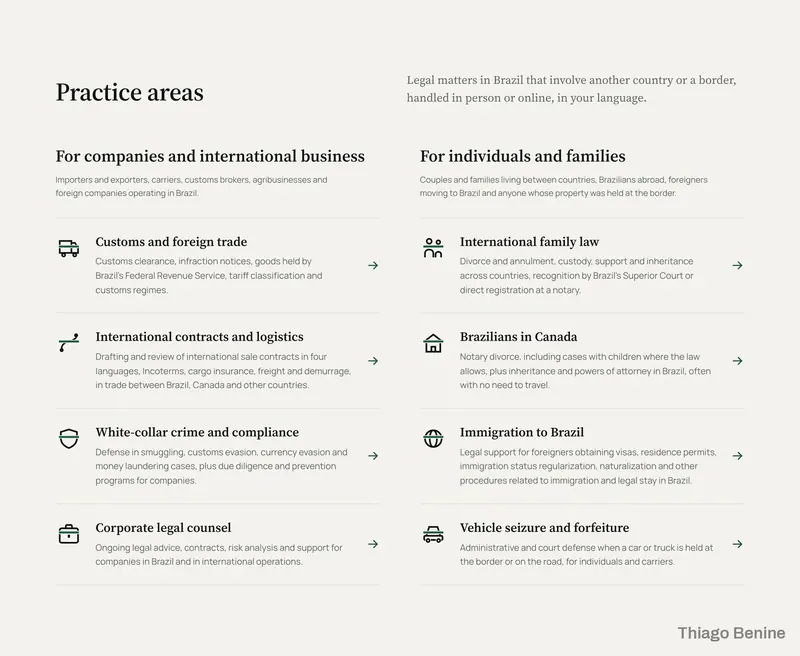 Practice areas
Legal matters in Brazil that involve another country or a border,
handled in person or online, in your language.
For companies and international business
Importers and exporters, carriers, customs brokers, agribusinesses and
foreign companies operating in Brazil.
Customs and foreign trade
Customs clearance, infraction notices, goods held by
Brazil's Federal Revenue Service, tariff classification and
customs regimes.
International contracts and logistics
Drafting and review of international sale contracts in four
languages, Incoterms, cargo insurance, freight and demurrage,
in trade between Brazil, Canada and other countries.
White-collar crime and compliance
Defense in smuggling, customs evasion, currency evasion and
money laundering cases, plus due diligence and prevention
programs for companies.
Corporate legal counsel
Ongoing legal advice, contracts, risk analysis and support for
companies in Brazil and in international operations.
For individuals and families
Couples and families living between countries, Brazilians abroad, foreigners
moving to Brazil and anyone whose property was held at the border.
International family law
Divorce and annulment, custody, support and inheritance
across countries, recognition by Brazil's Superior Court or
direct registration at a notary.
Brazilians in Canada
Notary divorce, including cases with children where the law
allows, plus inheritance and powers of attorney in Brazil, often
with no need to travel.
Immigration to Brazil
Legal support for foreigners obtaining visas, residence permits,
immigration status regularization, naturalization and other
procedures related to immigration and legal stay in Brazil.
Vehicle seizure and forfeiture
Administrative and court defense when a car or truck is held at
the border or on the road, for individuals and carriers.
Thiago Benine